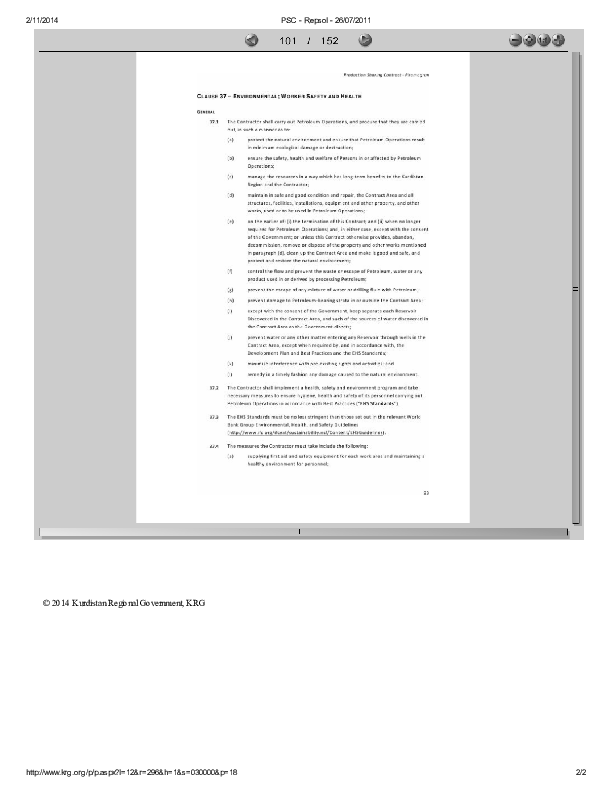 2/11/2014
PSC - Repsol - 26/07/2011
101 / 152
Production Sharing Contract - Piramagrun
CLAUSE 37 – ENVIRONMENTAL; WORKER SAFETY AND HEALTH
GENERAL
37.1 The Contractor shall carry out Petroleum Operations, and procure that they are carried
out, in such a manner as to:
(a) protect the natural environment and ensure that Petroleum Operations result
in minimum ecological damage or destruction;
(b) ensure the safety, health and welfare of Persons in or affected by Petroleum
Operations;
(c) manage the resources in a way which has long-term benefits to the Kurdistan
Region and the Contractor;
(d) maintain in safe and good condition and repair, the Contract Area and all
structures, facilities, installations, equipment and other property, and other
works, used or to be used in Petroleum Operations;
(e) on the earlier of: (i) the termination of this Contract; and (ii) when no longer
required for Petroleum Operations; and, in either case, except with the consent
of the Government; or unless this Contract otherwise provides, abandon,
decommission, remove or dispose of the property and other works mentioned
in paragraph (d), clean up the Contract Area and make it good and safe, and
protect and restore the natural environment;
(f) control the flow and prevent the waste or escape of Petroleum, water or any
product used in or derived by processing Petroleum;
(g) prevent the escape of any mixture of water or drilling fluid with Petroleum;
(h) prevent damage to Petroleum-bearing strata in or outside the Contract Area;
(i) except with the consent of the Government, keep separate each Reservoir
Discovered in the Contract Area, and such of the sources of water discovered in
the Contract Area as the Government directs;
(j) prevent water or any other matter entering any Reservoir through wells in the
Contract Area, except when required by, and in accordance with, the
Development Plan and Best Practices and the EHS Standards;
(k) minimize interference with pre-existing rights and activities; and
(l) remedy in a timely fashion any damage caused to the natural environment.
37.2 The Contractor shall implement a health, safety and environment program and take
necessary measures to ensure hygiene, health and safety of its personnel carrying out
Petroleum Operations in accordance with Best Practices ("EHS Standards").
37.3 The EHS Standards must be no less stringent than those set out in the relevant World
Bank Group Environmental, Health, and Safety Guidelines
(http://www.ifc.org/ifcext/sustainability.nsf/Content/EHSGuidelines).
37.4 The measures the Contractor must take include the following:
(a) supplying first aid and safety equipment for each work area and maintaining a
healthy environment for personnel;
© 2014 Kurdistan Regional Government, KRG
http://www.krg.org/p/p.aspx?l=12&r=296&h=1&s=030000&p=18
2/2